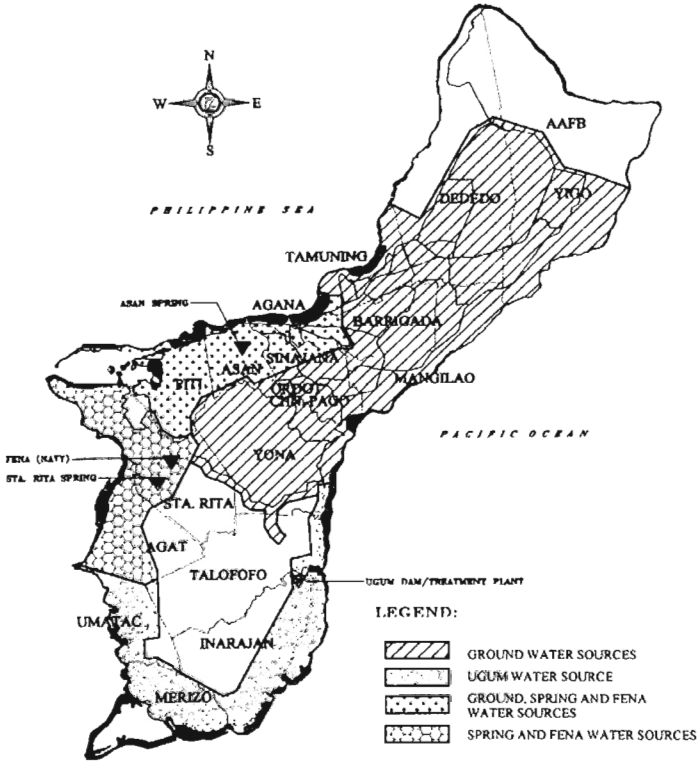 N
W
E
S
AAFB
PHILIPPINE SEA
DEDEDO
YIGO
TAMUNING
AGANA
ASAN SPRING
BARRIGADA
SINAJANA
ASAN
PITI
MANGILAO
ORDOT
CHN. PAGO
PACIFIC OCEAN
YONA
FENA (NAVY)
STA. RITA SPRING
STA. RITA
AGAT
TALOFOFO
UGUM DAM/TREATMENT PLANT
LEGEND:
UMATAC
INARAJAN
GROUND WATER SOURCES
UGUM WATER SOURCE
MERIZO
GROUND, SPRING AND FENA
WATER SOURCES
SPRING AND FENA WATER SOURCES